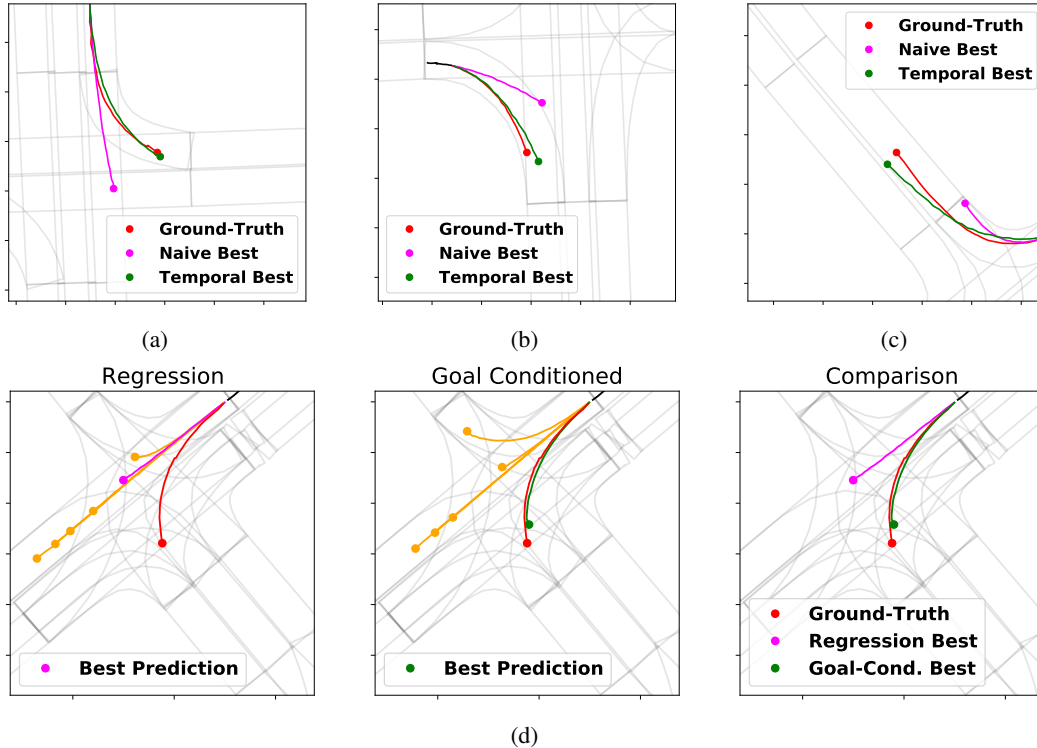 Ground-Truth
Naive Best
Temporal Best
Ground-Truth
Naive Best
Temporal Best
Ground-Truth
Naive Best
Temporal Best
(a)
(b)
(c)
Regression
Goal Conditioned
Comparison
Best Prediction
Best Prediction
Ground-Truth
Regression Best
Goal-Cond. Best
(d)